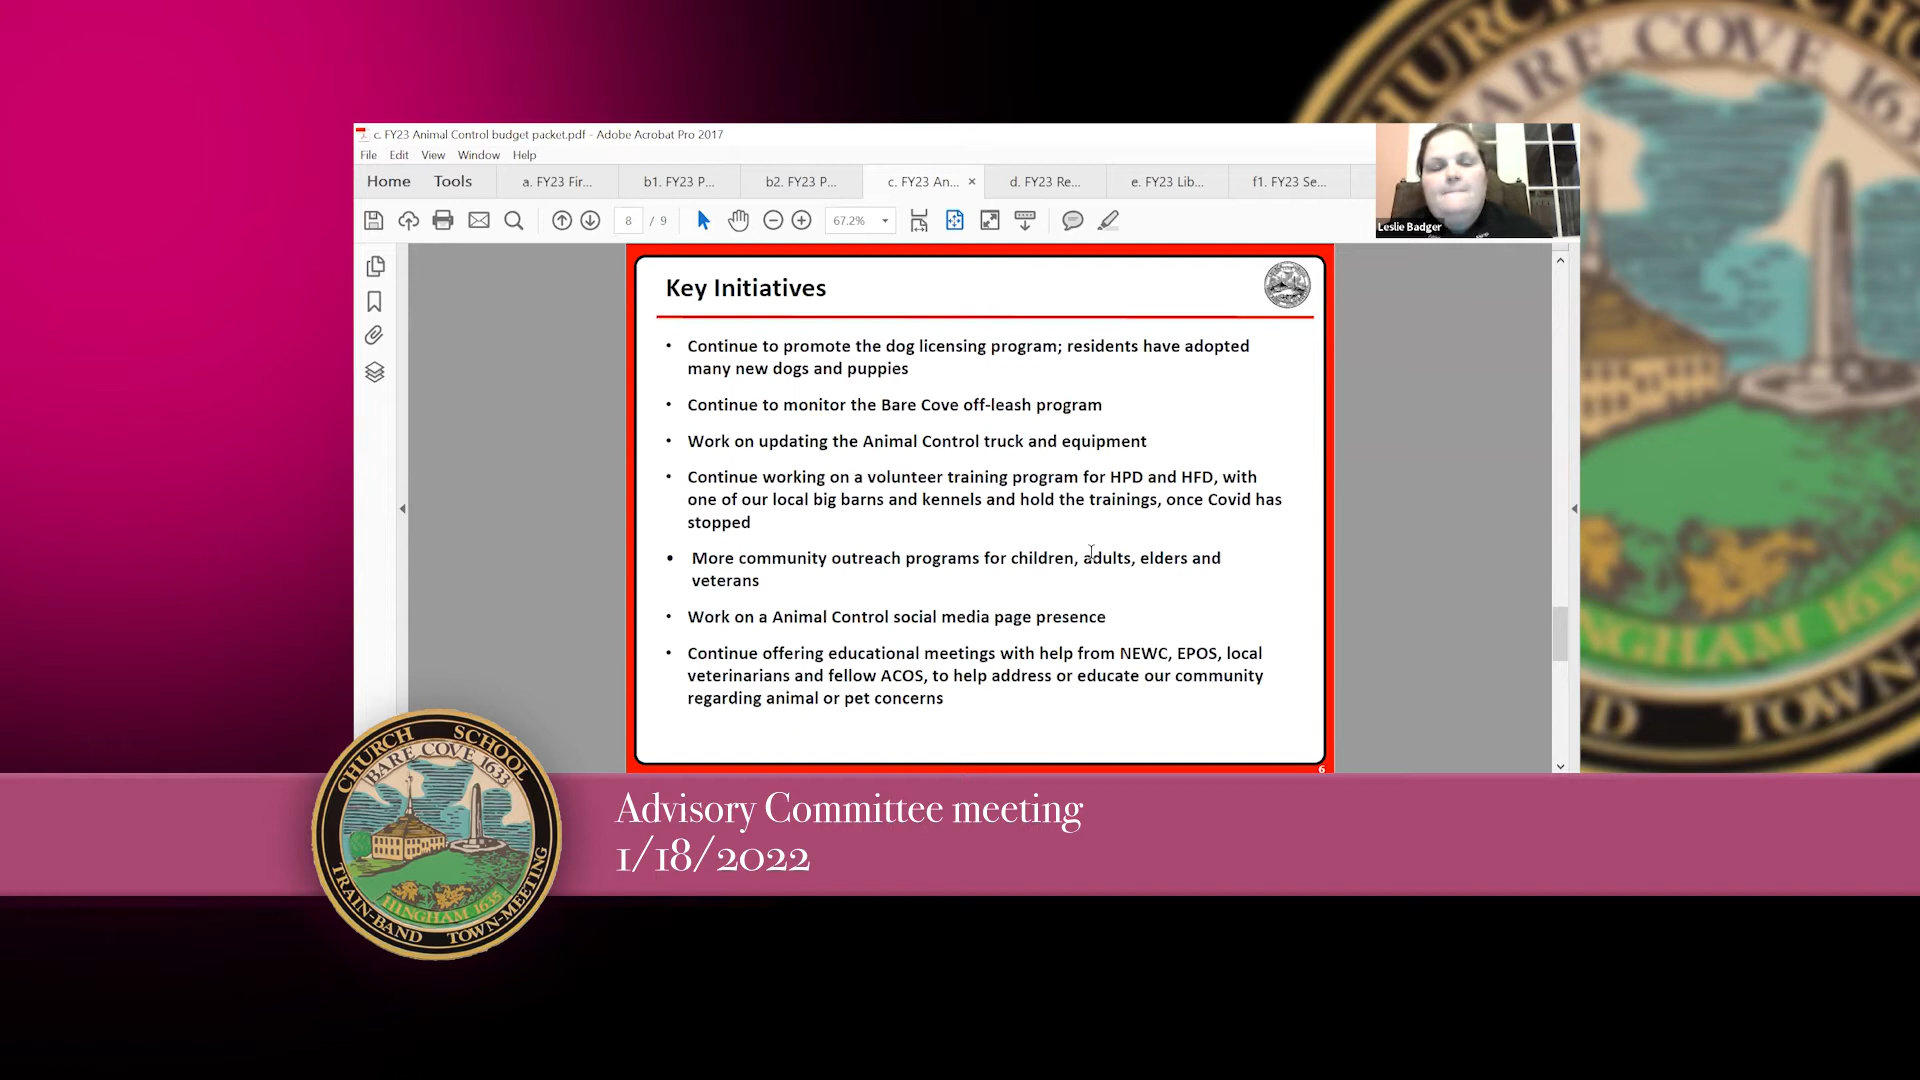 CHURCH SCHOOL
BARE COVE 1633
c. FY23 Animal Control budget packet.pdf - Adobe Acrobat Pro 2017
File Edit View Window Help
Home Tools a. FY23 Fir... b1. FY23 P... b2. FY23 P... c. FY23 An... × d. FY23 Re... e. FY23 Lib... f1. FY23 Se...
8 / 9 67.2%
Leslie Badger
Key Initiatives
• Continue to promote the dog licensing program; residents have adopted
many new dogs and puppies
• Continue to monitor the Bare Cove off-leash program
• Work on updating the Animal Control truck and equipment
• Continue working on a volunteer training program for HPD and HFD, with
one of our local big barns and kennels and hold the trainings, once Covid has
stopped
• More community outreach programs for children, adults, elders and
veterans
• Work on a Animal Control social media page presence
• Continue offering educational meetings with help from NEWC, EPOS, local
veterinarians and fellow ACOS, to help address or educate our community
regarding animal or pet concerns
6
HINGHAM 1635
TOWN-
CHURCH SCHOOL
BARE COVE 1633
HINGHAM 1635
TRAIN-BAND TOWN-MEETING
Advisory Committee meeting
1/18/2022